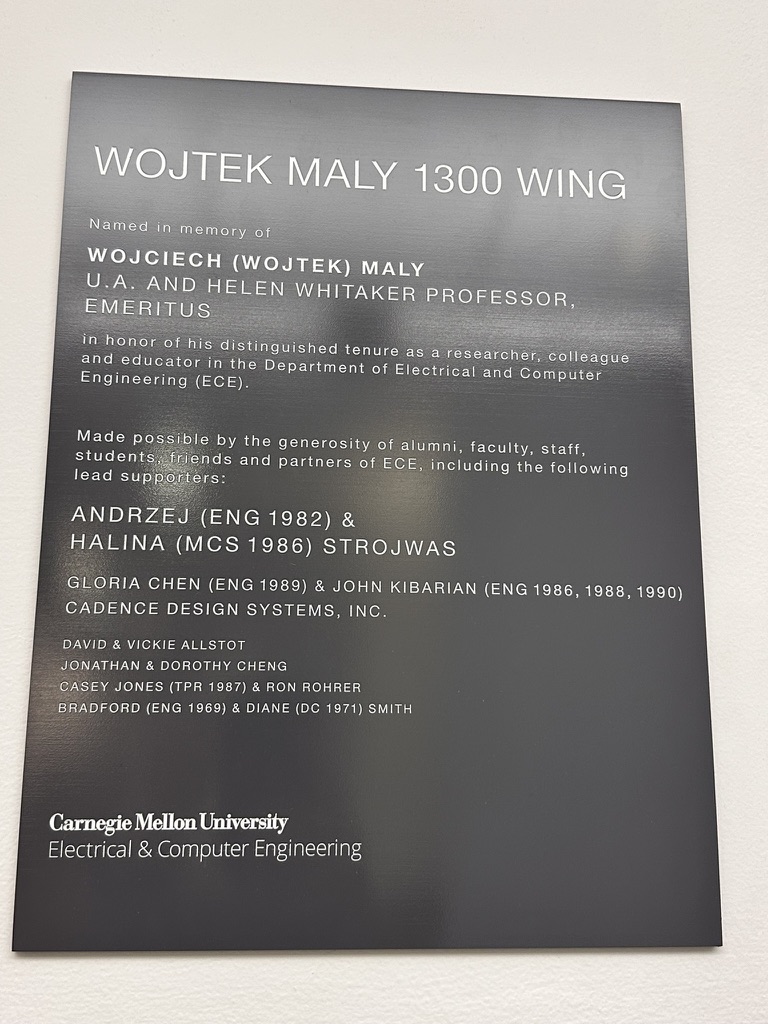 WOJTEK MALY 1300 WING
Named in memory of
WOJCIECH (WOJTEK) MALY
U.A. AND HELEN WHITAKER PROFESSOR,
EMERITUS
in honor of his distinguished tenure as a researcher, colleague
and educator in the Department of Electrical and Computer
Engineering (ECE).
Made possible by the generosity of alumni, faculty, staff,
students, friends and partners of ECE, including the following
lead supporters:
ANDRZEJ (ENG 1982) &
HALINA (MCS 1986) STROJWAS
GLORIA CHEN (ENG 1989) & JOHN KIBARIAN (ENG 1986, 1988, 1990)
CADENCE DESIGN SYSTEMS, INC.
DAVID & VICKIE ALLSTOT
JONATHAN & DOROTHY CHENG
CASEY JONES (TPR 1987) & RON ROHRER
BRADFORD (ENG 1969) & DIANE (DC 1971) SMITH
Carnegie Mellon University
Electrical & Computer Engineering